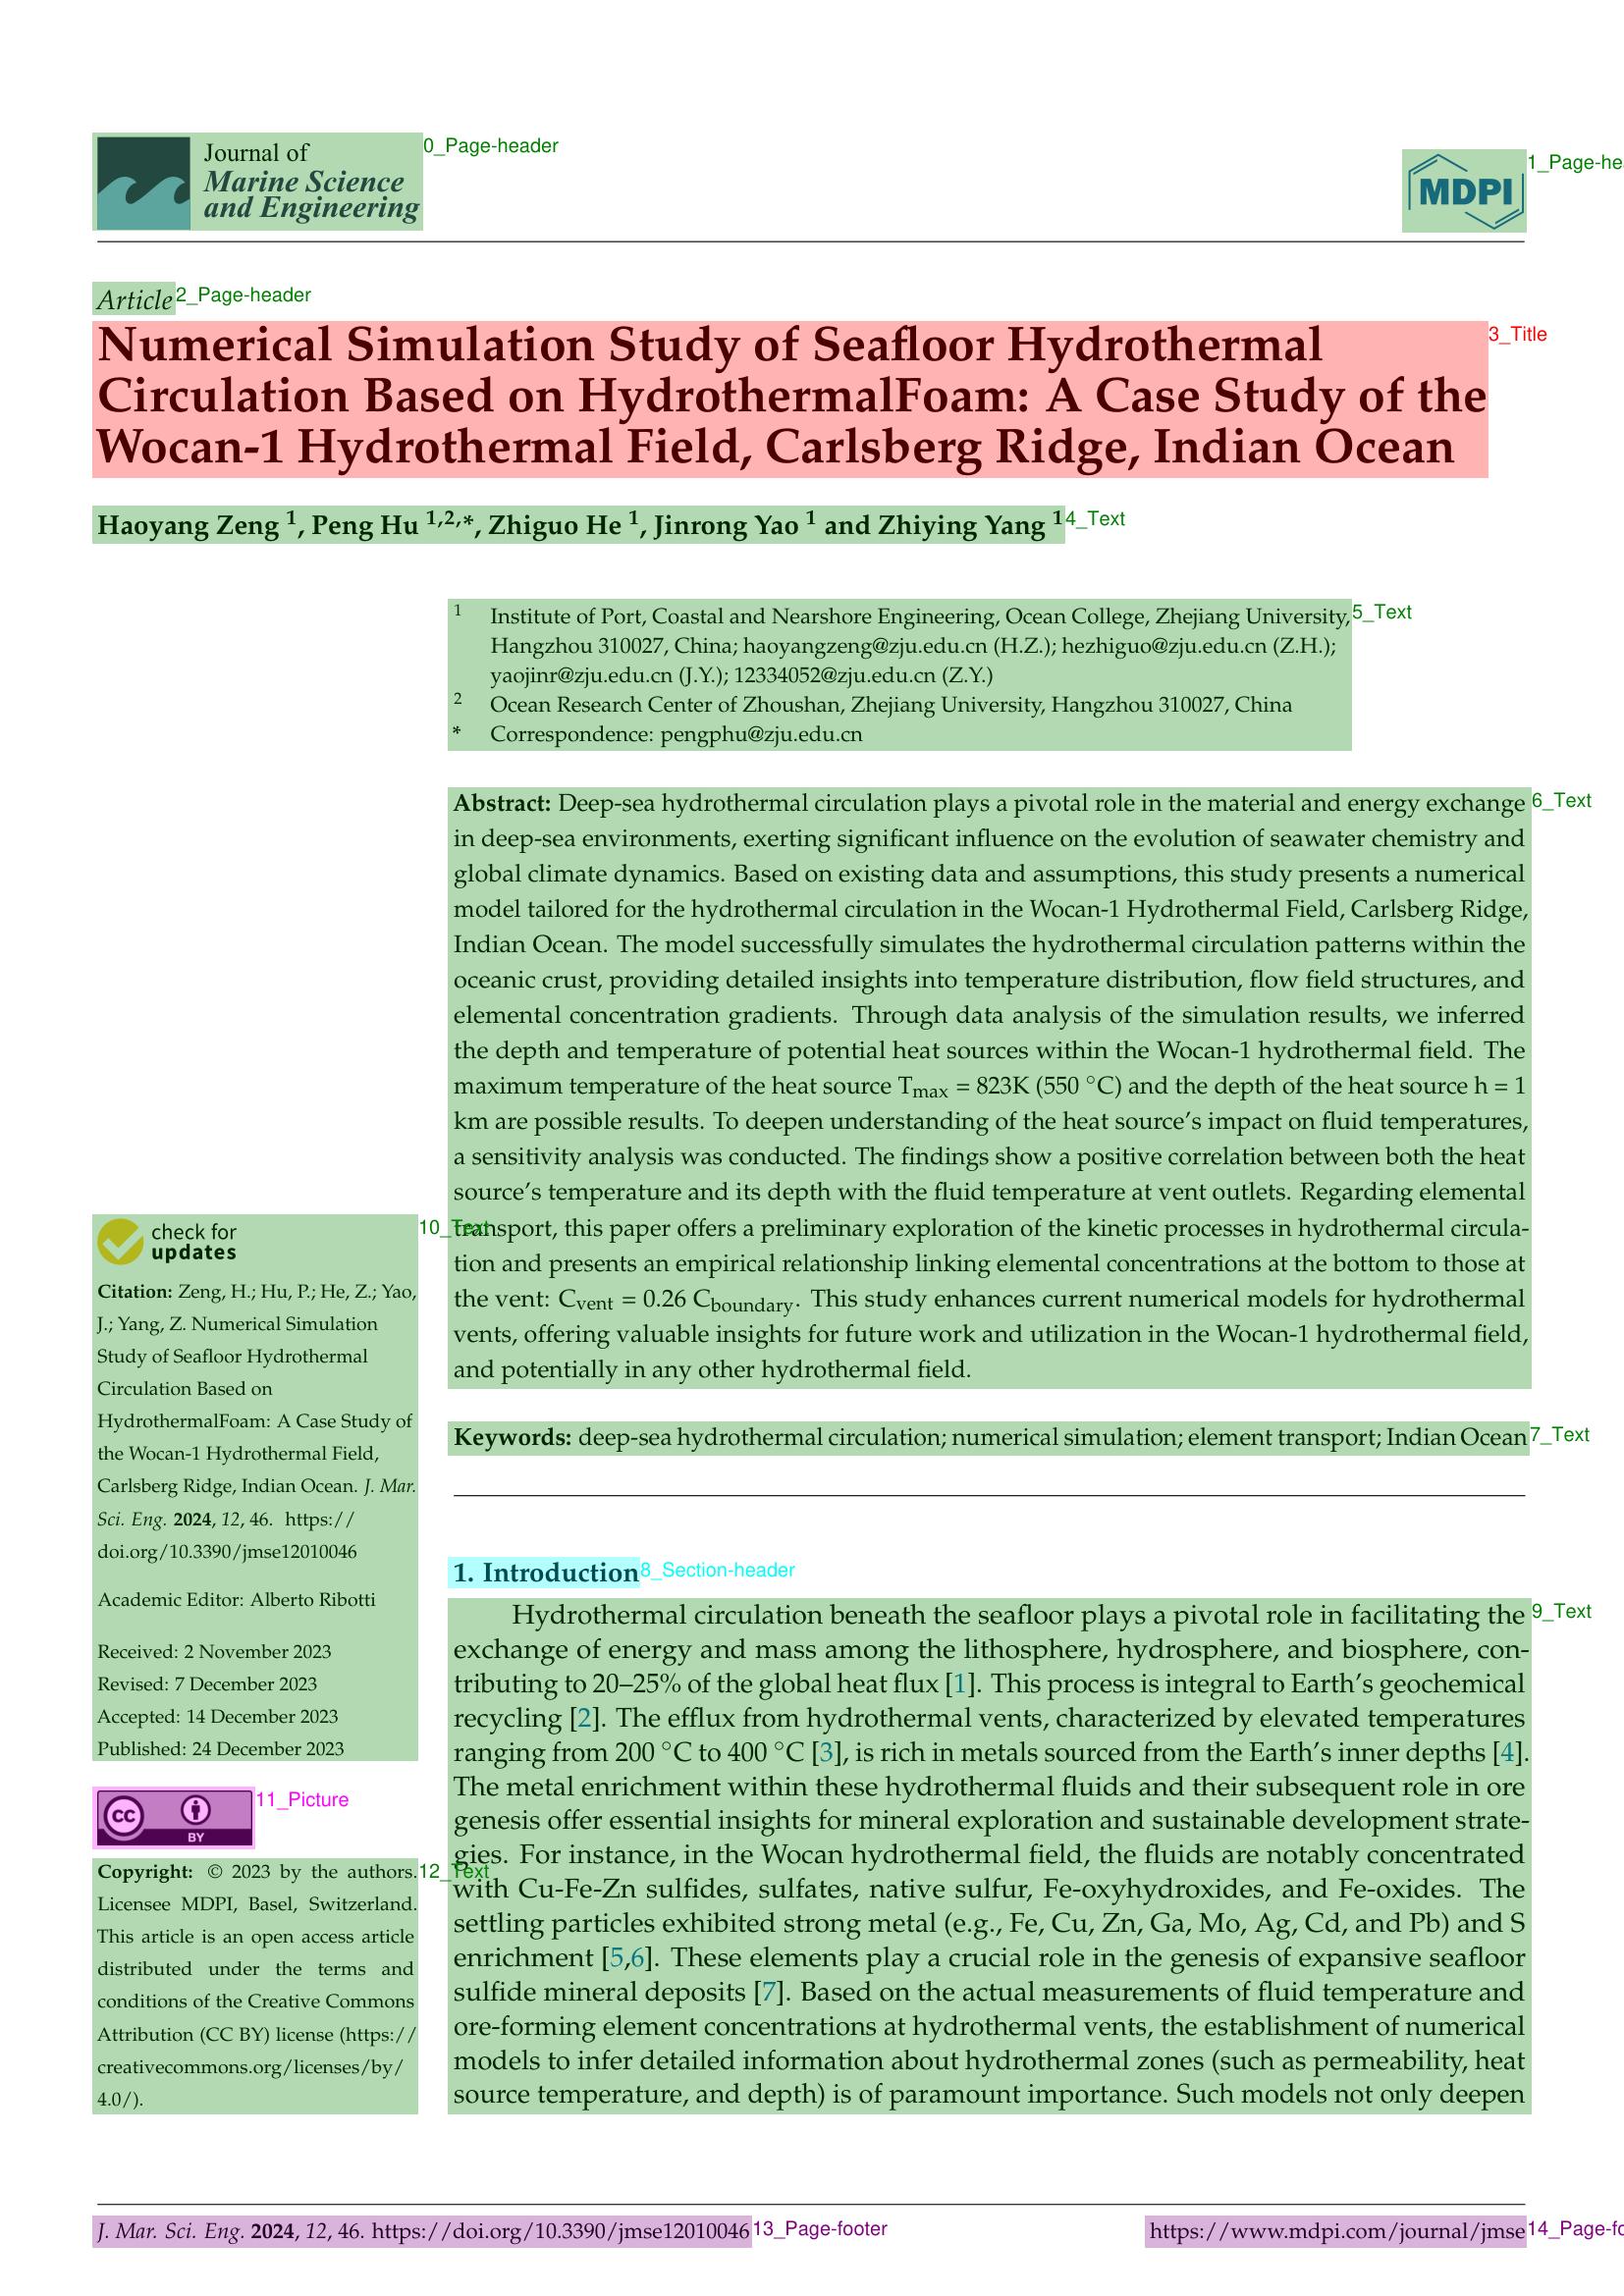 Journal of
Marine Science
and Engineering
0_Page-header
MDPI
1_Page-he
Article
2_Page-header
Numerical Simulation Study of Seafloor Hydrothermal
3_Title
Circulation Based on HydrothermalFoam: A Case Study of the
Wocan-1 Hydrothermal Field, Carlsberg Ridge, Indian Ocean
Haoyang Zeng 1, Peng Hu 1,2,*, Zhiguo He 1, Jinrong Yao 1 and Zhiying Yang 1
4_Text
1 Institute of Port, Coastal and Nearshore Engineering, Ocean College, Zhejiang University,
5_Text
Hangzhou 310027, China; haoyangzeng@zju.edu.cn (H.Z.); hezhiguo@zju.edu.cn (Z.H.);
yaojinr@zju.edu.cn (J.Y.); 12334052@zju.edu.cn (Z.Y.)
2 Ocean Research Center of Zhoushan, Zhejiang University, Hangzhou 310027, China
* Correspondence: pengphu@zju.edu.cn
Abstract: Deep-sea hydrothermal circulation plays a pivotal role in the material and energy exchange
6_Text
in deep-sea environments, exerting significant influence on the evolution of seawater chemistry and
global climate dynamics. Based on existing data and assumptions, this study presents a numerical
model tailored for the hydrothermal circulation in the Wocan-1 Hydrothermal Field, Carlsberg Ridge,
Indian Ocean. The model successfully simulates the hydrothermal circulation patterns within the
oceanic crust, providing detailed insights into temperature distribution, flow field structures, and
elemental concentration gradients. Through data analysis of the simulation results, we inferred
the depth and temperature of potential heat sources within the Wocan-1 hydrothermal field. The
maximum temperature of the heat source Tmax = 823K (550 °C) and the depth of the heat source h = 1
km are possible results. To deepen understanding of the heat source's impact on fluid temperatures,
a sensitivity analysis was conducted. The findings show a positive correlation between both the heat
source's temperature and its depth with the fluid temperature at vent outlets. Regarding elemental
transport, this paper offers a preliminary exploration of the kinetic processes in hydrothermal circula-
tion and presents an empirical relationship linking elemental concentrations at the bottom to those at
the vent: Cvent = 0.26 Cboundary. This study enhances current numerical models for hydrothermal
vents, offering valuable insights for future work and utilization in the Wocan-1 hydrothermal field,
and potentially in any other hydrothermal field.
Keywords: deep-sea hydrothermal circulation; numerical simulation; element transport; Indian Ocean
7_Text
1. Introduction
8_Section-header
Hydrothermal circulation beneath the seafloor plays a pivotal role in facilitating the
9_Text
exchange of energy and mass among the lithosphere, hydrosphere, and biosphere, con-
tributing to 20–25% of the global heat flux [1]. This process is integral to Earth's geochemical
recycling [2]. The efflux from hydrothermal vents, characterized by elevated temperatures
ranging from 200 °C to 400 °C [3], is rich in metals sourced from the Earth's inner depths [4].
The metal enrichment within these hydrothermal fluids and their subsequent role in ore
genesis offer essential insights for mineral exploration and sustainable development strate-
gies. For instance, in the Wocan hydrothermal field, the fluids are notably concentrated
with Cu-Fe-Zn sulfides, sulfates, native sulfur, Fe-oxyhydroxides, and Fe-oxides. The
settling particles exhibited strong metal (e.g., Fe, Cu, Zn, Ga, Mo, Ag, Cd, and Pb) and S
enrichment [5,6]. These elements play a crucial role in the genesis of expansive seafloor
sulfide mineral deposits [7]. Based on the actual measurements of fluid temperature and
ore-forming element concentrations at hydrothermal vents, the establishment of numerical
models to infer detailed information about hydrothermal zones (such as permeability, heat
source temperature, and depth) is of paramount importance. Such models not only deepen
check for
updates
10_Text
Citation: Zeng, H.; Hu, P.; He, Z.; Yao,
J.; Yang, Z. Numerical Simulation
Study of Seafloor Hydrothermal
Circulation Based on
HydrothermalFoam: A Case Study of
the Wocan-1 Hydrothermal Field,
Carlsberg Ridge, Indian Ocean. J. Mar.
Sci. Eng. 2024, 12, 46. https://
doi.org/10.3390/jmse12010046
Academic Editor: Alberto Ribotti
Received: 2 November 2023
Revised: 7 December 2023
Accepted: 14 December 2023
Published: 24 December 2023
cc BY
11_Picture
Copyright: © 2023 by the authors.
12_Text
Licensee MDPI, Basel, Switzerland.
This article is an open access article
distributed under the terms and
conditions of the Creative Commons
Attribution (CC BY) license (https://
creativecommons.org/licenses/by/
4.0/).
J. Mar. Sci. Eng. 2024, 12, 46. https://doi.org/10.3390/jmse12010046
13_Page-footer
https://www.mdpi.com/journal/jmse
14_Page-fo